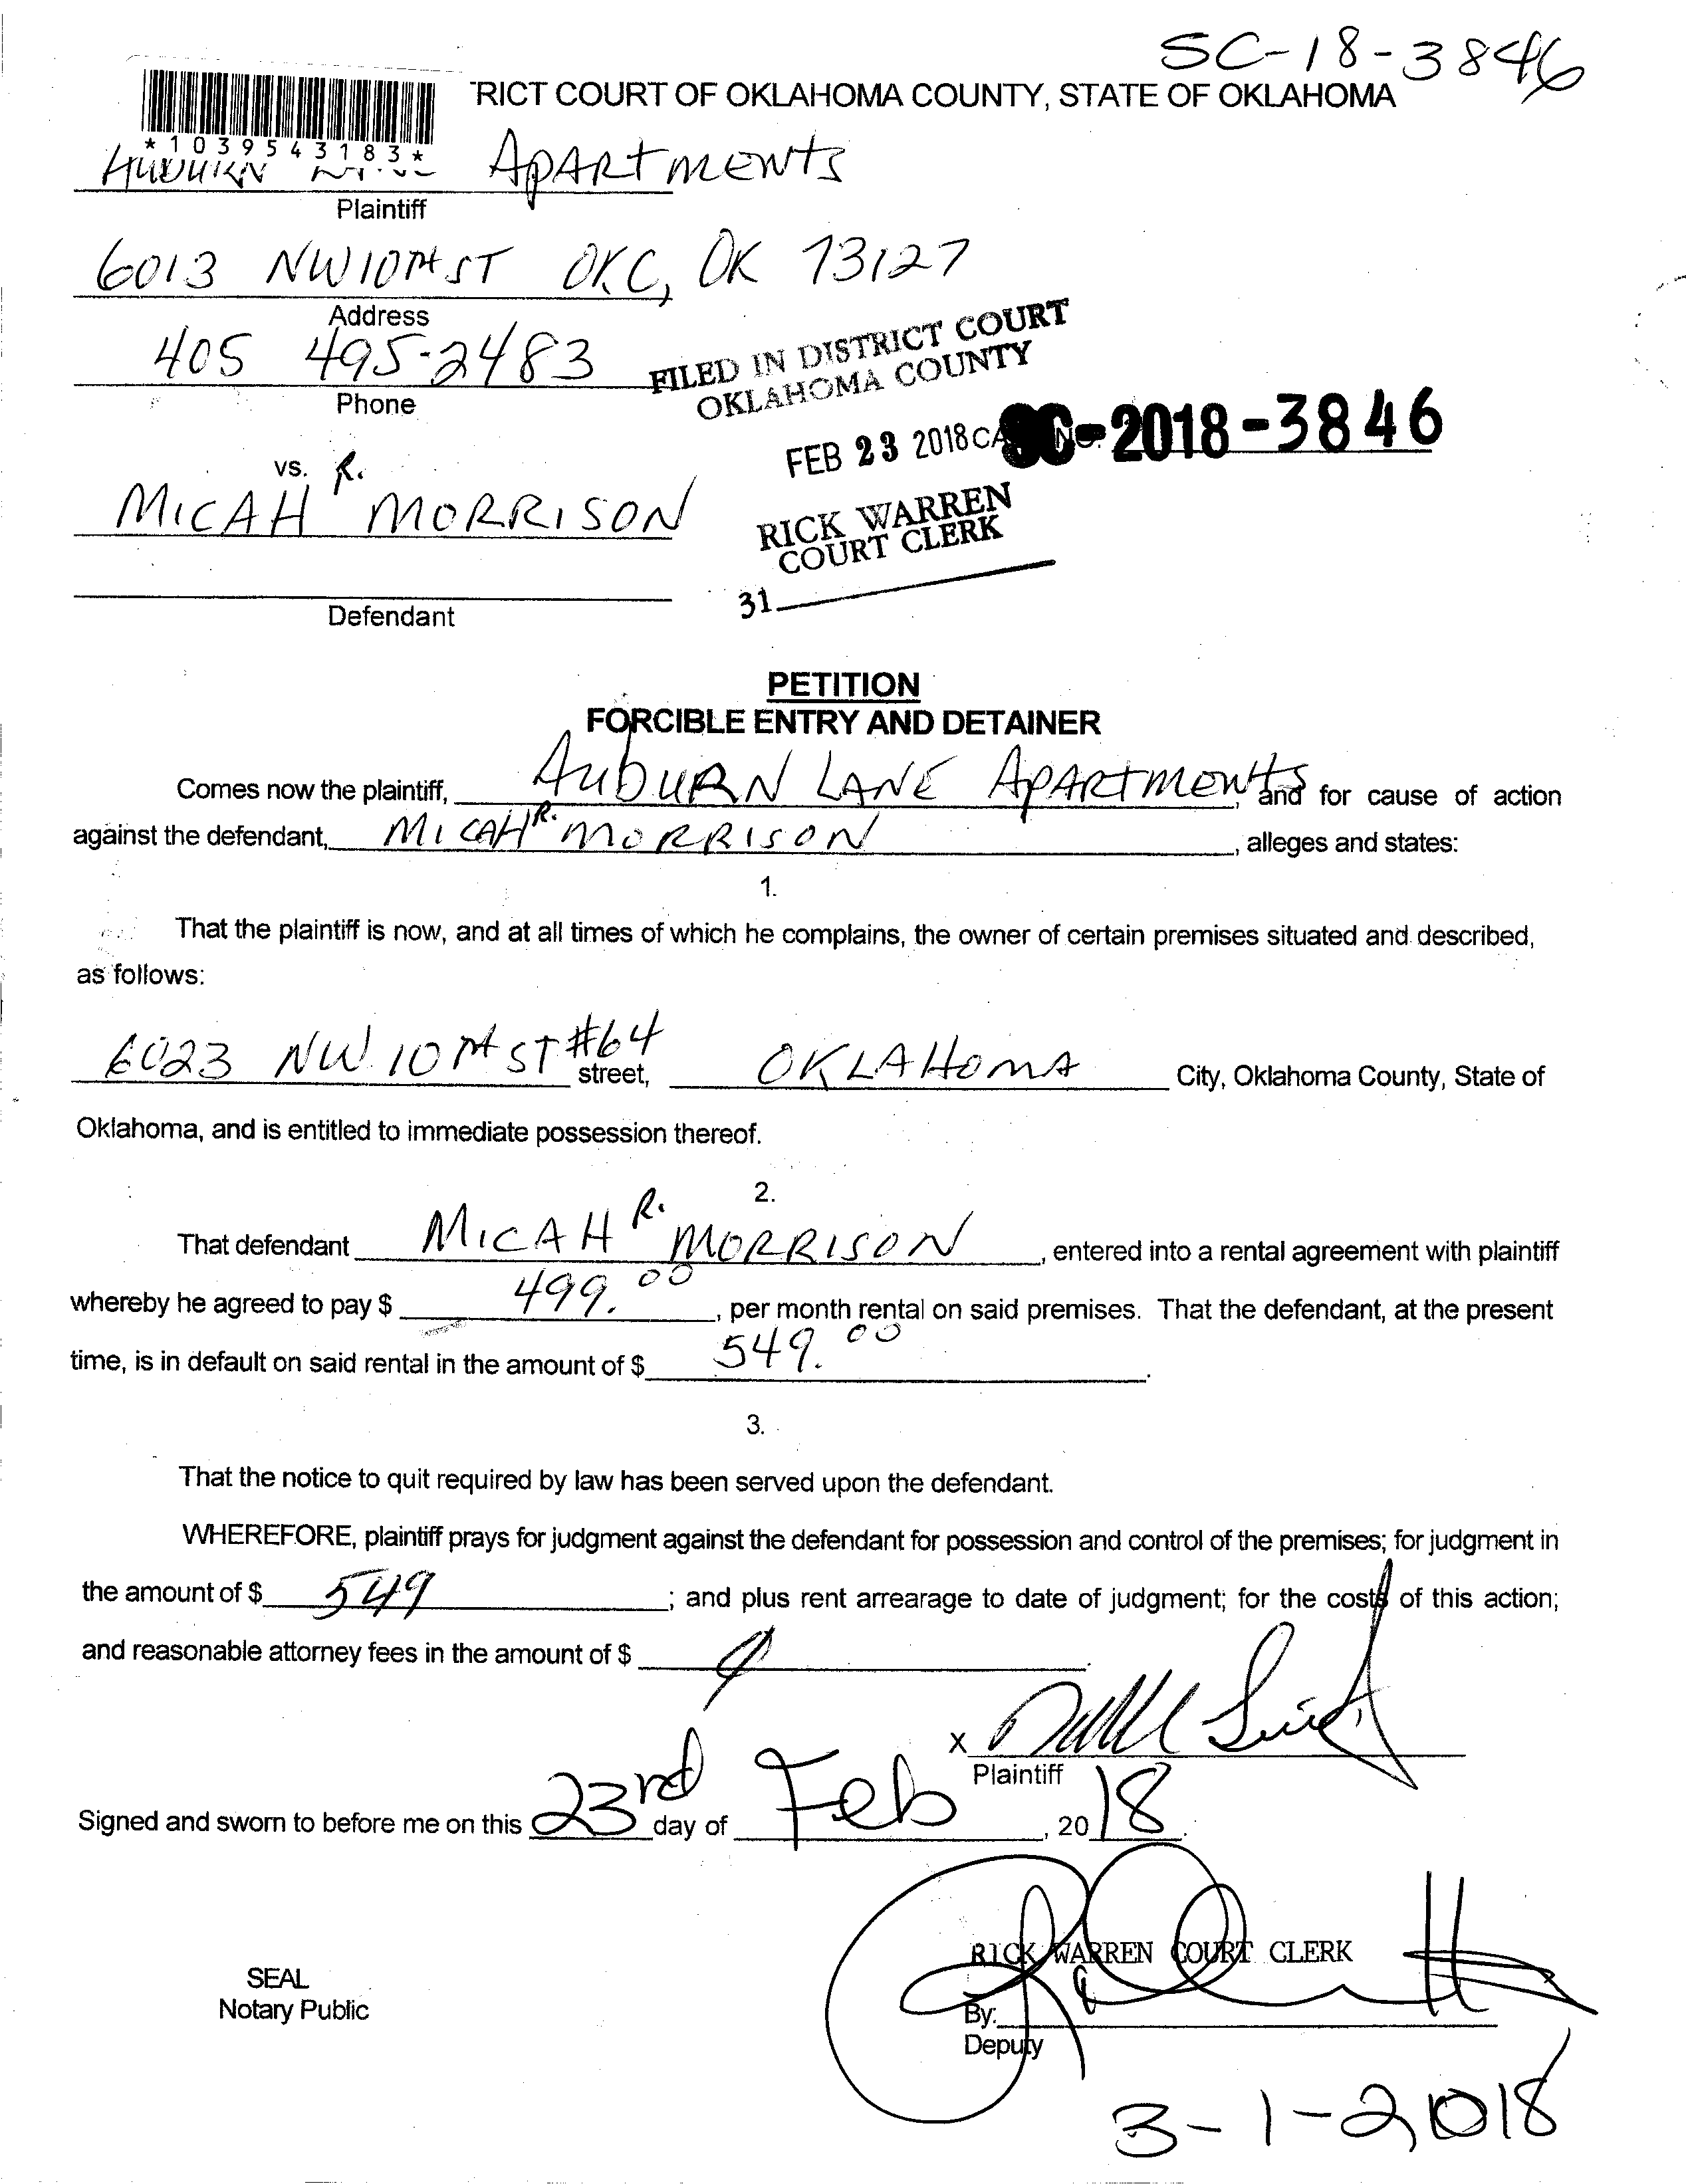 SC-18-3846
RICT COURT OF OKLAHOMA COUNTY, STATE OF OKLAHOMA
*1039543183*
AUBURN Apartments
Plaintiff
6013 NW 10TH ST OKC, OK 73127
Address
405 495-2483
Phone
FILED IN DISTRICT COURT
OKLAHOMA COUNTY
FEB 23 2018
SC-2018-3846
RICK WARREN
COURT CLERK
31
vs.
MICAH R. MORRISON
Defendant
PETITION
FORCIBLE ENTRY AND DETAINER
Comes now the plaintiff, AUBURN LANE APARTMENTS, and for cause of action
against the defendant, MICAH R. MORRISON, alleges and states:
1.
That the plaintiff is now, and at all times of which he complains, the owner of certain premises situated and described,
as follows:
6023 NW 10TH ST #64 street, OKLAHOMA City, Oklahoma County, State of
Oklahoma, and is entitled to immediate possession thereof.
2.
That defendant MICAH R. MORRISON, entered into a rental agreement with plaintiff
whereby he agreed to pay $ 499.00, per month rental on said premises. That the defendant, at the present
time, is in default on said rental in the amount of $ 549.00.
3.
That the notice to quit required by law has been served upon the defendant.
WHEREFORE, plaintiff prays for judgment against the defendant for possession and control of the premises; for judgment in
the amount of $ 549; and plus rent arrearage to date of judgment; for the costs of this action;
and reasonable attorney fees in the amount of $
X
Plaintiff
Signed and sworn to before me on this 23rd day of Feb, 2018.
RICK WARREN COURT CLERK
SEAL
Notary Public
By:
Deputy
3-1-2018